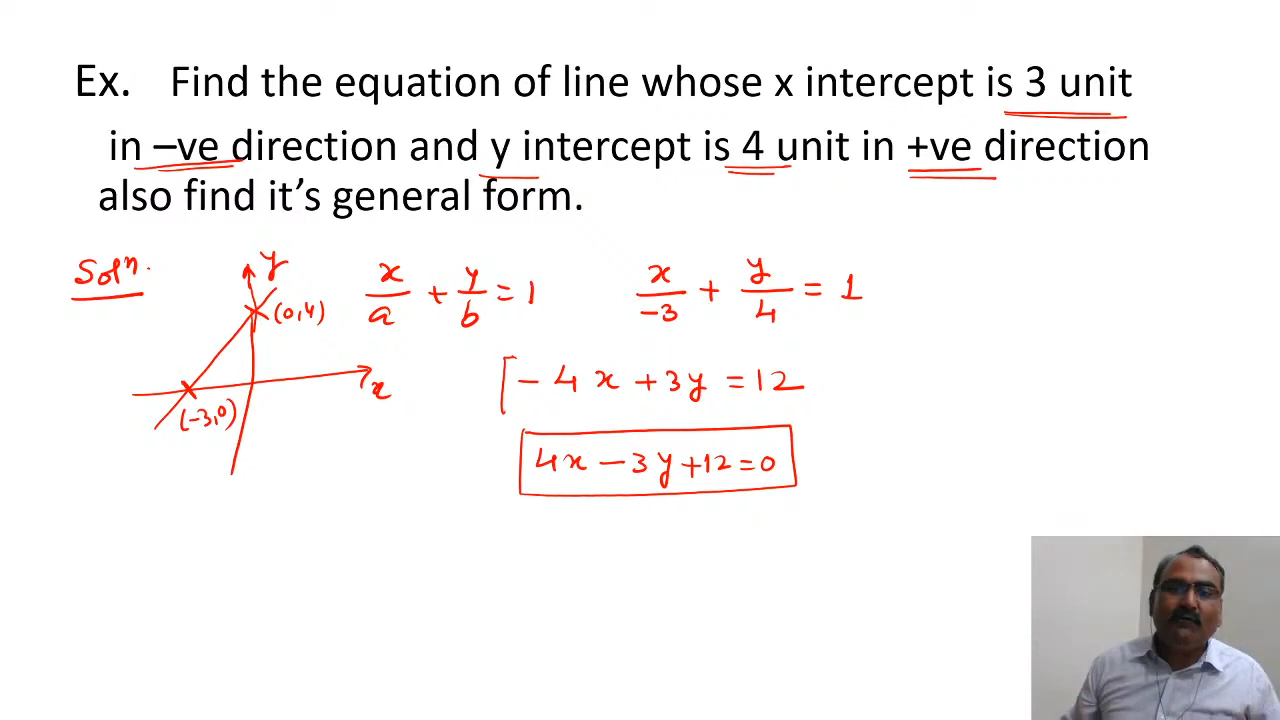 Ex. Find the equation of line whose x intercept is 3 unit
in –ve direction and y intercept is 4 unit in +ve direction
also find it’s general form.
Solⁿ.
y
(0,4)
x
(-3,0)
x/a + y/b = 1
x/-3 + y/4 = 1
- 4x + 3y = 12
4x - 3y + 12 = 0